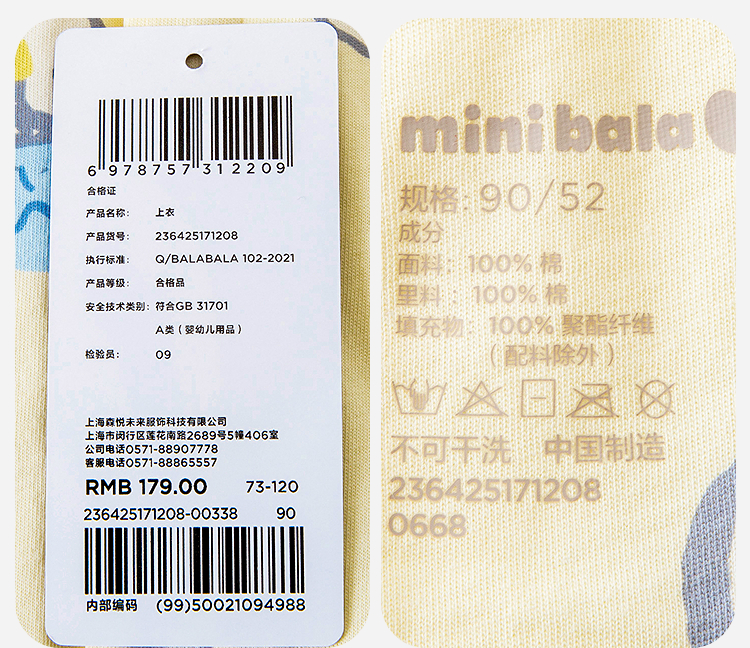 6 978757 312209
合格证
产品名称: 上衣
产品货号: 236425171208
执行标准: Q/BALABALA 102-2021
产品等级: 合格品
安全技术类别: 符合GB 31701
A类(婴幼儿用品)
检验员: 09
上海森悦未来服饰科技有限公司
上海市闵行区莲花南路2689号5幢406室
公司电话0571-88907778
客服电话0571-88865557
RMB 179.00 73-120
236425171208-00338 90
内部编码 (99)50021094988
mini bala
规格: 90/52
成分
面料: 100% 棉
里料: 100% 棉
填充物: 100% 聚酯纤维
(配料除外)
不可干洗 中国制造
236425171208
0668